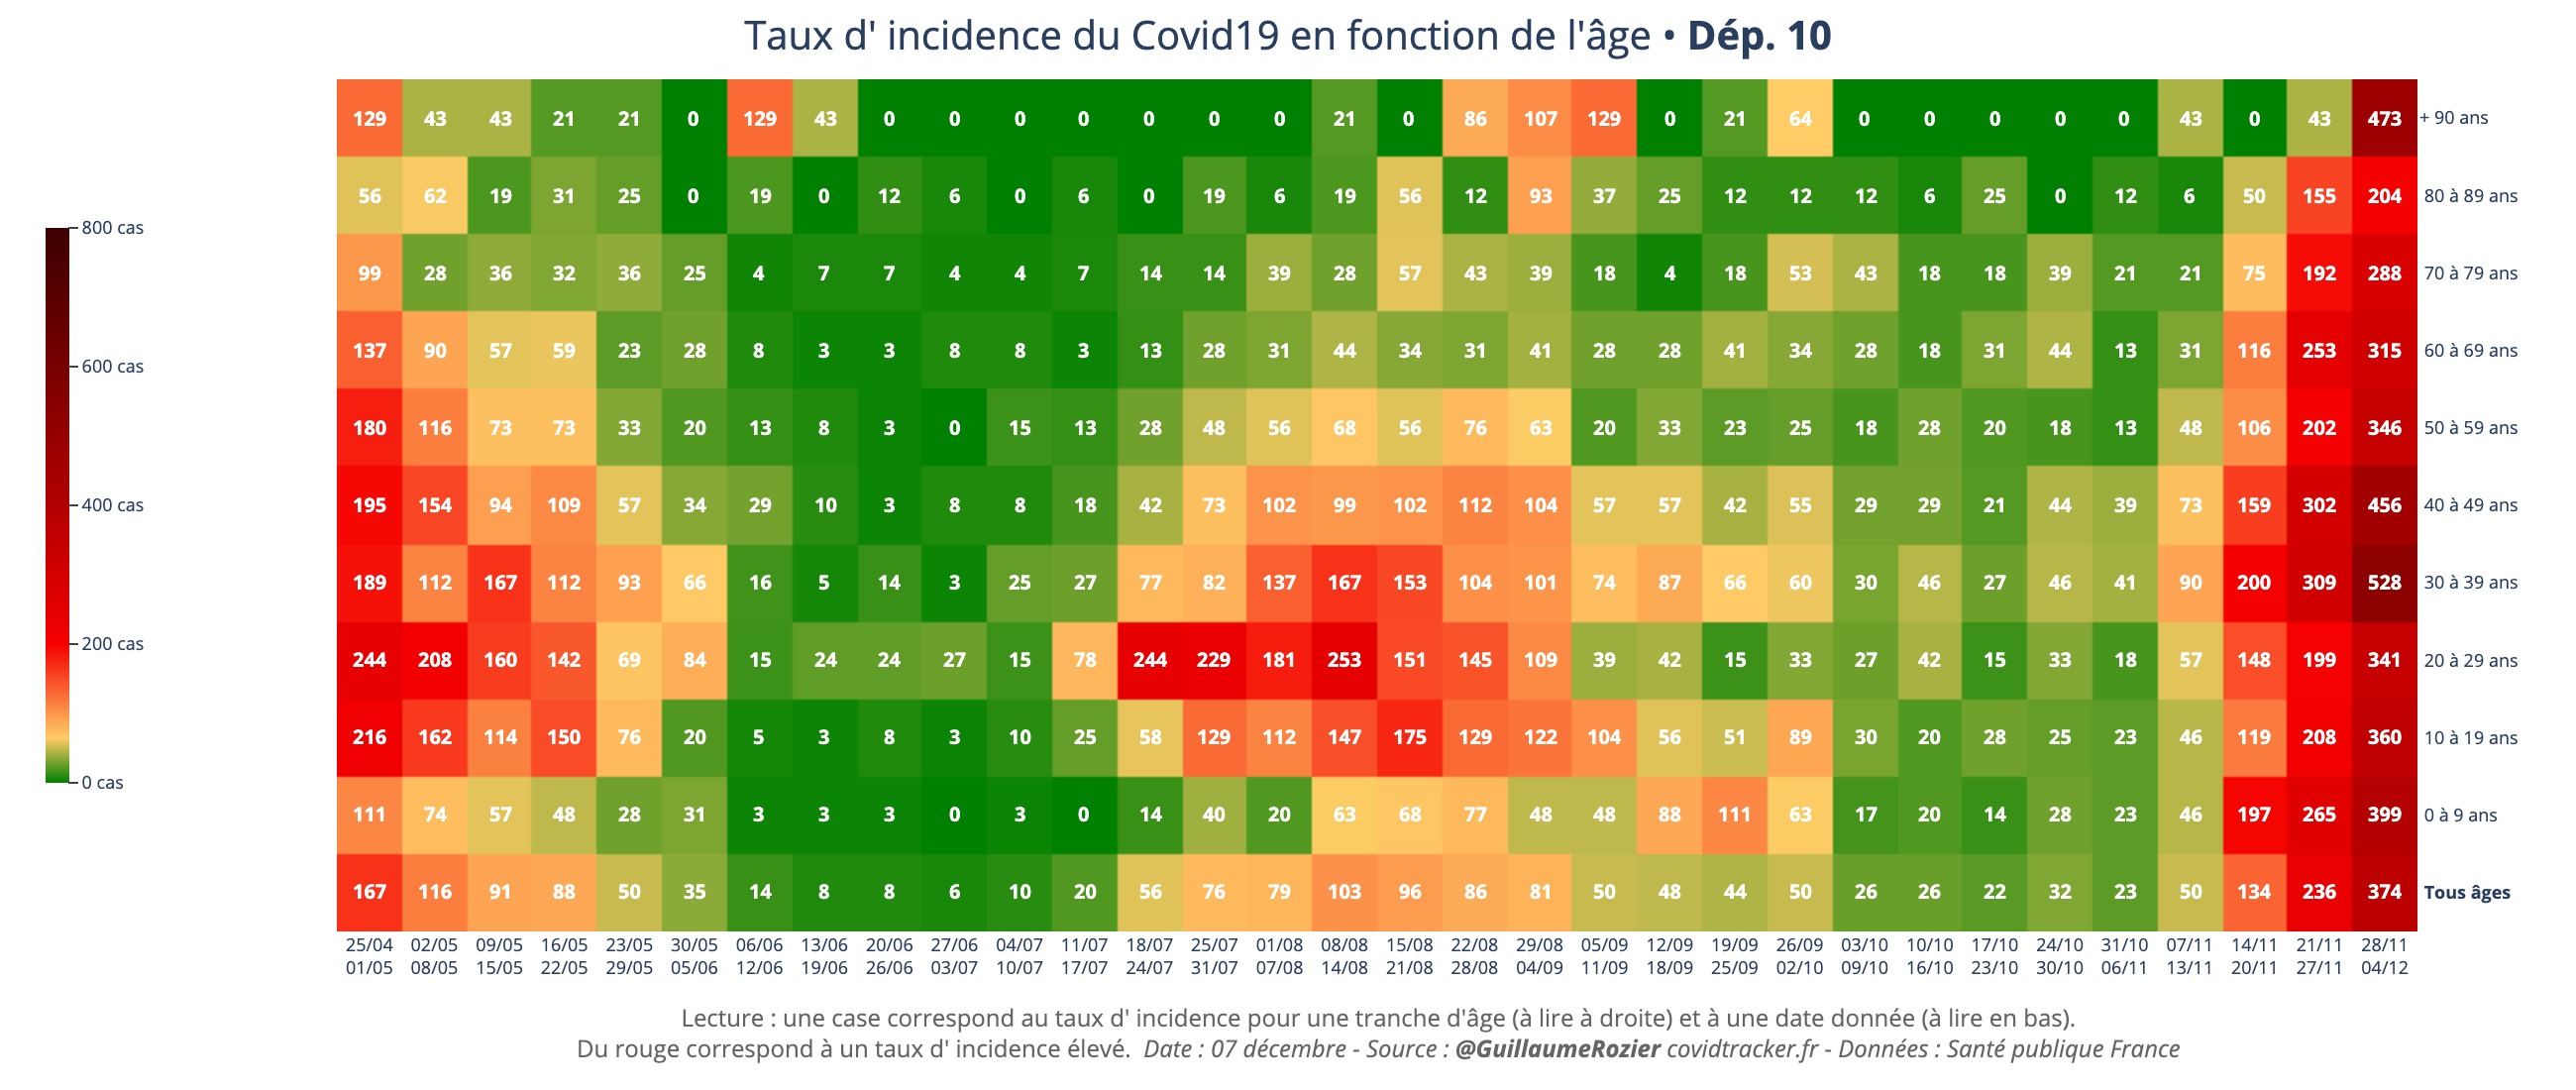 Taux d' incidence du Covid19 en fonction de l'âge • Dép. 10
800 cas
600 cas
400 cas
200 cas
0 cas
129 43 43 21 21 0 129 43 0 0 0 0 0 0 0 21 0 86 107 129 0 21 64 0 0 0 0 0 43 0 43 473 + 90 ans
56 62 19 31 25 0 19 0 12 6 0 6 0 19 6 19 56 12 93 37 25 12 12 12 6 25 0 12 6 50 155 204 80 à 89 ans
99 28 36 32 36 25 4 7 7 4 4 7 14 14 39 28 57 43 39 18 4 18 53 43 18 18 39 21 21 75 192 288 70 à 79 ans
137 90 57 59 23 28 8 3 3 8 8 3 13 28 31 44 34 31 41 28 28 41 34 28 18 31 44 13 31 116 253 315 60 à 69 ans
180 116 73 73 33 20 13 8 3 0 15 13 28 48 56 68 56 76 63 20 33 23 25 18 28 20 18 13 48 106 202 346 50 à 59 ans
195 154 94 109 57 34 29 10 3 8 8 18 42 73 102 99 102 112 104 57 57 42 55 29 29 21 44 39 73 159 302 456 40 à 49 ans
189 112 167 112 93 66 16 5 14 3 25 27 77 82 137 167 153 104 101 74 87 66 60 30 46 27 46 41 90 200 309 528 30 à 39 ans
244 208 160 142 69 84 15 24 24 27 15 78 244 229 181 253 151 145 109 39 42 15 33 27 42 15 33 18 57 148 199 341 20 à 29 ans
216 162 114 150 76 20 5 3 8 3 10 25 58 129 112 147 175 129 122 104 56 51 89 30 20 28 25 23 46 119 208 360 10 à 19 ans
111 74 57 48 28 31 3 3 3 0 3 0 14 40 20 63 68 77 48 48 88 111 63 17 20 14 28 23 46 197 265 399 0 à 9 ans
167 116 91 88 50 35 14 8 8 6 10 20 56 76 79 103 96 86 81 50 48 44 50 26 26 22 32 23 50 134 236 374 Tous âges
25/04 02/05 09/05 16/05 23/05 30/05 06/06 13/06 20/06 27/06 04/07 11/07 18/07 25/07 01/08 08/08 15/08 22/08 29/08 05/09 12/09 19/09 26/09 03/10 10/10 17/10 24/10 31/10 07/11 14/11 21/11 28/11
01/05 08/05 15/05 22/05 29/05 05/06 12/06 19/06 26/06 03/07 10/07 17/07 24/07 31/07 07/08 14/08 21/08 28/08 04/09 11/09 18/09 25/09 02/10 09/10 16/10 23/10 30/10 06/11 13/11 20/11 27/11 04/12
Lecture : une case correspond au taux d' incidence pour une tranche d'âge (à lire à droite) et à une date donnée (à lire en bas).
Du rouge correspond à un taux d' incidence élevé. Date : 07 décembre - Source : @GuillaumeRozier covidtracker.fr - Données : Santé publique France